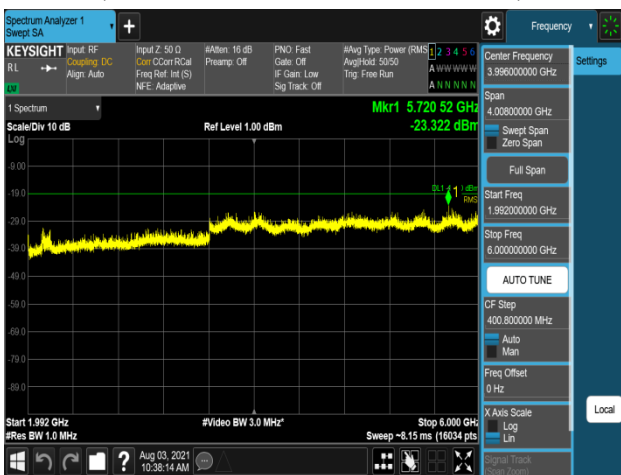 Spectrum Analyzer 1
Swept SA
+
Frequency
KEYSIGHT
RL
LW
Input: RF
Coupling: DC
Align: Auto
Input Z: 50 Ω
Corr CCorr RCal
Freq Ref: Int (S)
NFE: Adaptive
#Atten: 16 dB
Preamp: Off
PNO: Fast
Gate: Off
IF Gain: Low
Sig Track: Off
#Avg Type: Power (RMS
Avg|Hold: 50/50
Trig: Free Run
1 2 3 4 5 6
A W W W W W
A N N N N N
1 Spectrum
Mkr1 5.720 52 GHz
Scale/Div 10 dB
Ref Level 1.00 dBm
-23.322 dBm
Log
-9.00
-19.0
-29.0
-39.0
-49.0
-59.0
-69.0
-79.0
-89.0
1
RMS
Start 1.992 GHz
#Video BW 3.0 MHz*
Stop 6.000 GHz
#Res BW 1.0 MHz
Sweep ~8.15 ms (16034 pts
?
Aug 03, 2021
10:38:14 AM
Center Frequency
3.996000000 GHz
Settings
Span
4.00800000 GHz
Swept Span
Zero Span
Full Span
Start Freq
1.992000000 GHz
Stop Freq
6.000000000 GHz
AUTO TUNE
CF Step
400.800000 MHz
Auto
Man
Freq Offset
0 Hz
X Axis Scale
Log
Lin
Local
Signal Track
(Span Zoom)